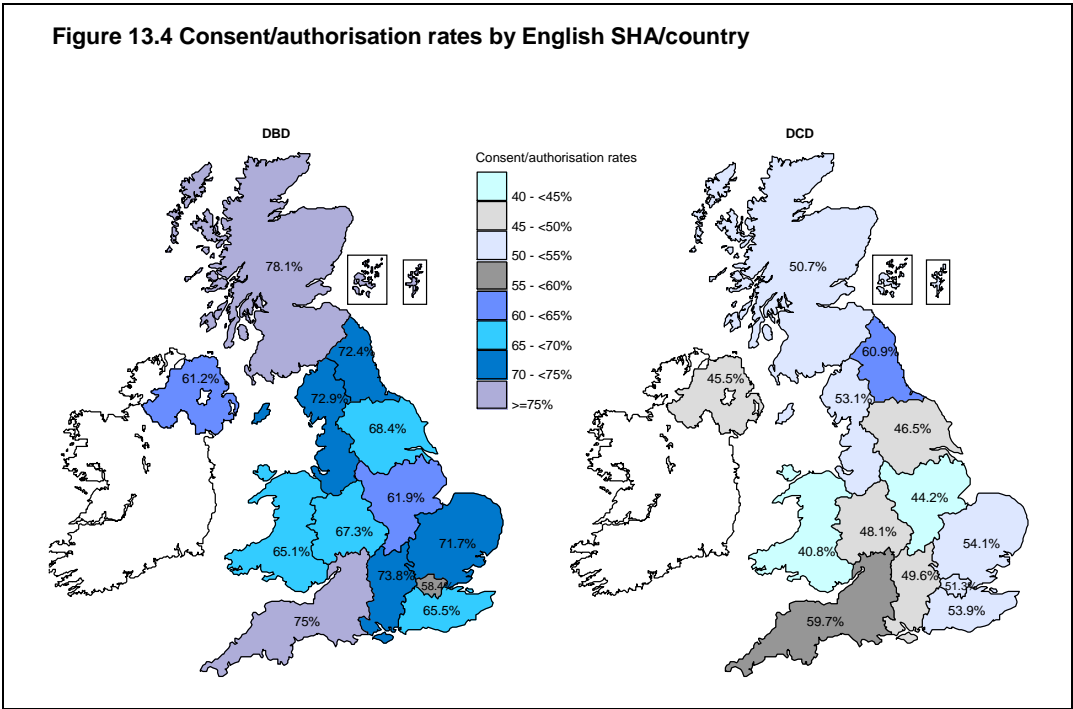 Figure 13.4 Consent/authorisation rates by English SHA/country
DBD
DCD
Consent/authorisation rates
40 - <45%
45 - <50%
50 - <55%
55 - <60%
60 - <65%
65 - <70%
70 - <75%
>=75%
78.1%
72.4%
61.2%
72.9%
68.4%
61.9%
67.3%
65.1%
71.7%
73.8%
58.4%
65.5%
75%
50.7%
60.9%
45.5%
53.1%
46.5%
44.2%
48.1%
40.8%
54.1%
49.6%
51.3%
53.9%
59.7%